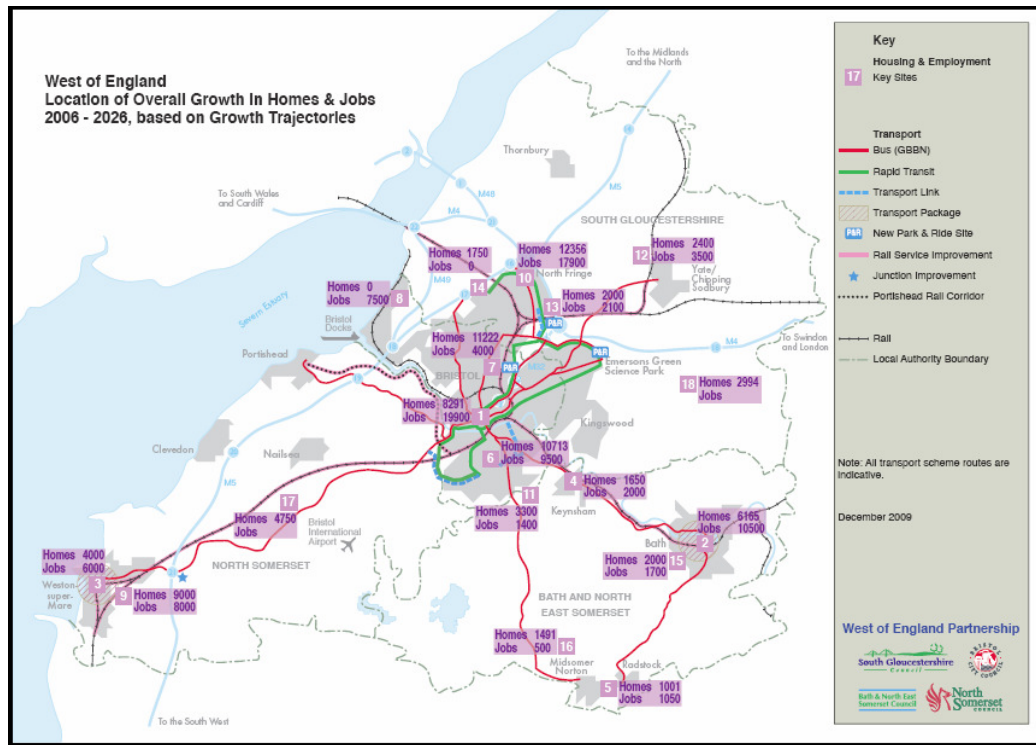 West of England
Location of Overall Growth in Homes & Jobs
2006 - 2026, based on Growth Trajectories
To the Midlands
and the North
Thornbury
M5
M48
M4
To South Wales
and Cardiff
SOUTH GLOUCESTERSHIRE
Homes 1750
Jobs 0
14
Homes 12356
Jobs 17900
10
North Fringe
12
Homes 2400
Jobs 3500
Yate/
Chipping
Sodbury
M49
Homes 0
Jobs 7500
8
Homes 2000
Jobs 2100
13
Severn Estuary
Bristol
Docks
P&R
To Swindon
and London
M4
Homes 11222
Jobs 4000
7
P&R
M32
P&R
Emersons Green
Science Park
Portishead
BRISTOL
18
Homes 2994
Jobs
Homes 8291
Jobs 19900
1
Kingswood
Clevedon
Nailsea
M5
6
Homes 10713
Jobs 9500
11
Homes 3300
Jobs 1400
4
Homes 1650
Jobs 2000
Keynsham
17
Homes 4750
Jobs
Bristol
International
Airport
Homes 6165
Jobs 10500
2
Bath
Homes 2000
Jobs 1700
15
Homes 4000
Jobs 6000
3
Weston-
super-
Mare
NORTH SOMERSET
9
Homes 9000
Jobs 8000
BATH AND NORTH
EAST SOMERSET
Homes 1491
Jobs 500
16
Midsomer
Norton
Radstock
5
Homes 1001
Jobs 1050
To the South West
Key
Housing & Employment
17
Key Sites
Transport
Bus (GBBN)
Rapid Transit
Transport Link
Transport Package
P&R
New Park & Ride Site
Rail Service Improvement
Junction Improvement
Portishead Rail Corridor
Rail
Local Authority Boundary
Note: All transport scheme routes are
indicative.
December 2009
West of England Partnership
South Gloucestershire
Council
BRISTOL
CITY COUNCIL
Bath & North East
Somerset Council
North
Somerset
COUNCIL